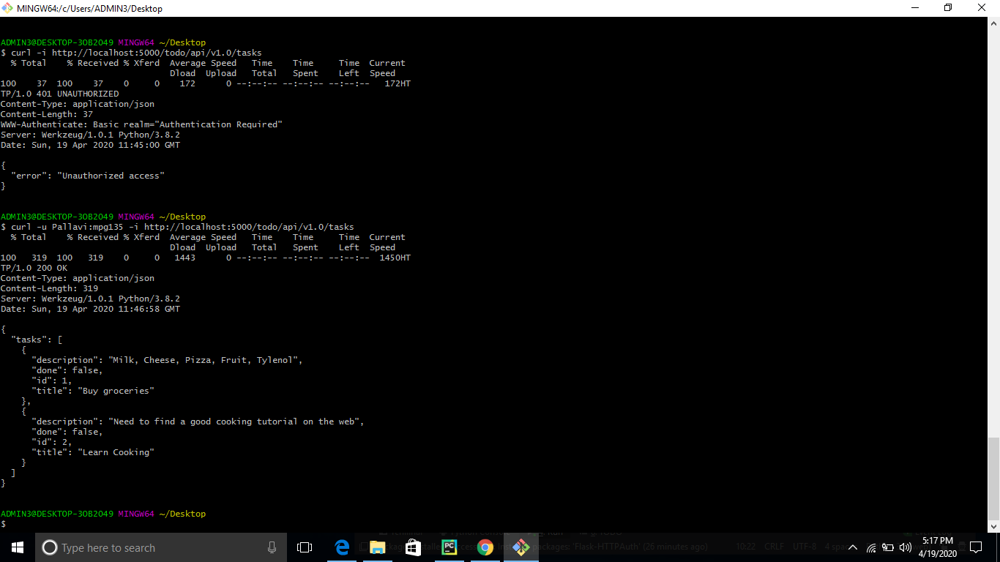 MINGW64:/c/Users/ADMIN3/Desktop
ADMIN3@DESKTOP-3OB2049 MINGW64 ~/Desktop
$ curl -i http://localhost:5000/todo/api/v1.0/tasks
  % Total    % Received % Xferd  Average Speed   Time    Time     Time  Current
                                 Dload  Upload   Total   Spent    Left  Speed
100    37  100    37    0     0    172      0 --:--:-- --:--:-- --:--:--   172HT
TP/1.0 401 UNAUTHORIZED
Content-Type: application/json
Content-Length: 37
WWW-Authenticate: Basic realm="Authentication Required"
Server: Werkzeug/1.0.1 Python/3.8.2
Date: Sun, 19 Apr 2020 11:45:00 GMT
{
  "error": "Unauthorized access"
}
ADMIN3@DESKTOP-3OB2049 MINGW64 ~/Desktop
$ curl -u Pallavi:mpg135 -i http://localhost:5000/todo/api/v1.0/tasks
  % Total    % Received % Xferd  Average Speed   Time    Time     Time  Current
                                 Dload  Upload   Total   Spent    Left  Speed
100   319  100   319    0     0   1443      0 --:--:-- --:--:-- --:--:--  1450HT
TP/1.0 200 OK
Content-Type: application/json
Content-Length: 319
Server: Werkzeug/1.0.1 Python/3.8.2
Date: Sun, 19 Apr 2020 11:46:58 GMT
{
  "tasks": [
    {
      "description": "Milk, Cheese, Pizza, Fruit, Tylenol",
      "done": false,
      "id": 1,
      "title": "Buy groceries"
    },
    {
      "description": "Need to find a good cooking tutorial on the web",
      "done": false,
      "id": 2,
      "title": "Learn Cooking"
    }
  ]
}
ADMIN3@DESKTOP-3OB2049 MINGW64 ~/Desktop
$
Type here to search
PC
packages: 'Flask-HTTPAuth' (26 minutes ago)
10:22 CRLF UTF-8 4
5:17 PM
4/19/2020